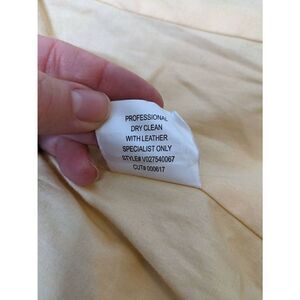 PROFESSIONAL
DRY CLEAN
WITH LEATHER
SPECIALIST ONLY
STYLE# V027540067
CUT# 000617